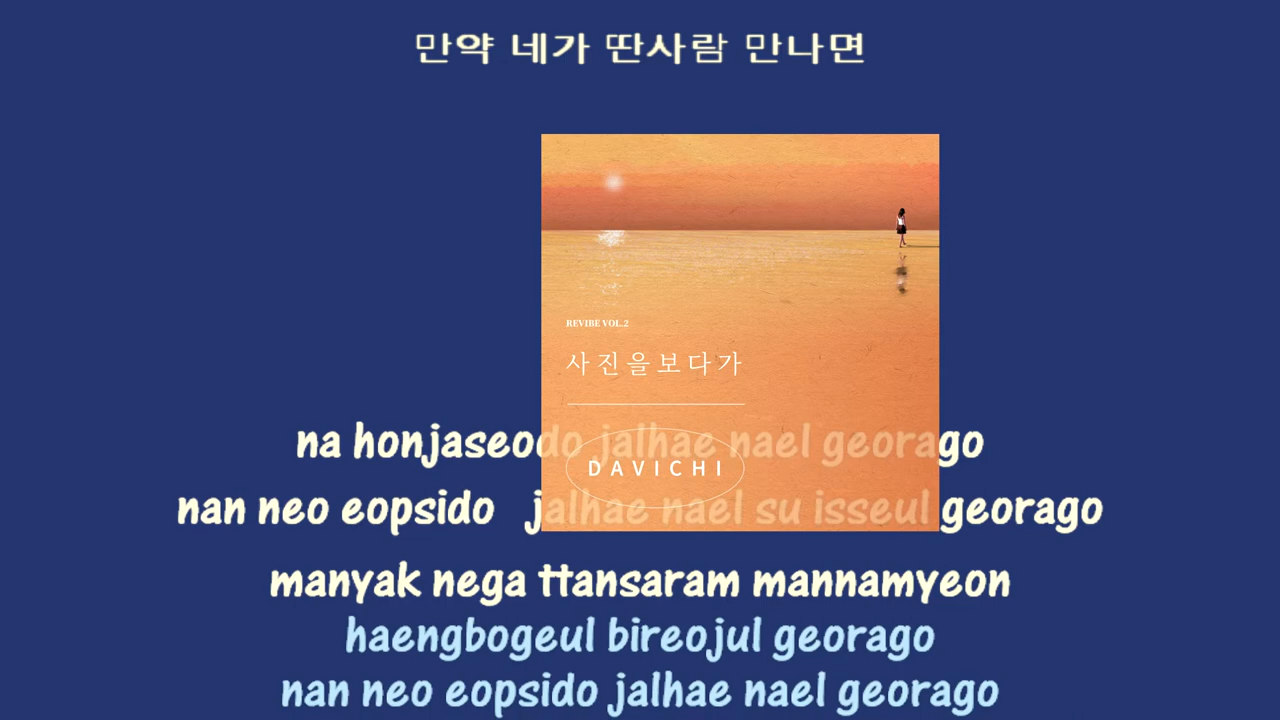 만약 네가 딴사람 만나면
REVIBE VOL.2
사진을보다가
DAVICHI
na honjaseodo jalhae nael georago
nan neo eopsido jalhae nael su isseul georago
manyak nega ttansaram mannamyeon
haengbogeul bireojul georago
nan neo eopsido jalhae nael georago